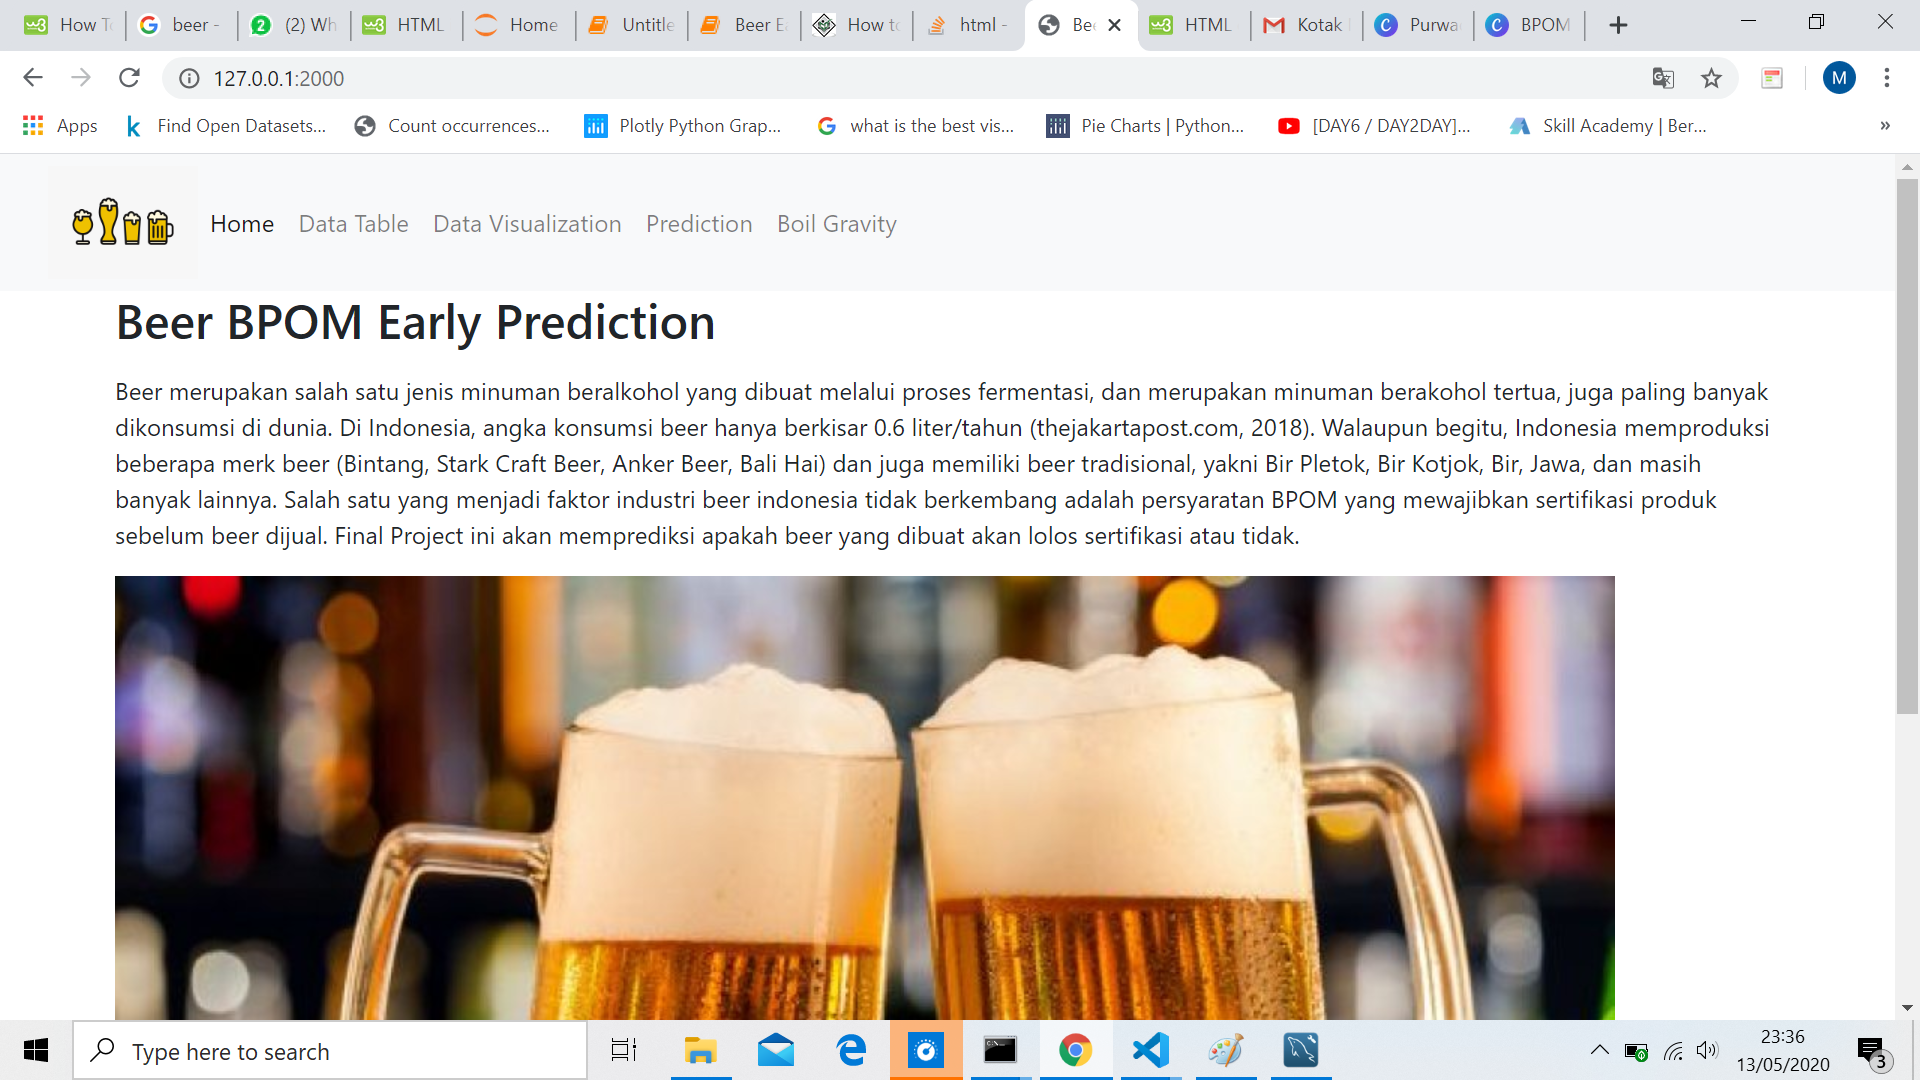 How T
beer -
(2) Wh
HTML
Home
Untitle
Beer Ea
How to
html -
Bee
HTML
Kotak
Purwa
BPOM
127.0.0.1:2000
M
Apps
Find Open Datasets...
Count occurrences...
Plotly Python Grap...
what is the best vis...
Pie Charts | Python...
[DAY6 / DAY2DAY]...
Skill Academy | Ber...
»
Home
Data Table
Data Visualization
Prediction
Boil Gravity
Beer BPOM Early Prediction
Beer merupakan salah satu jenis minuman beralkohol yang dibuat melalui proses fermentasi, dan merupakan minuman berakohol tertua, juga paling banyak
dikonsumsi di dunia. Di Indonesia, angka konsumsi beer hanya berkisar 0.6 liter/tahun (thejakartapost.com, 2018). Walaupun begitu, Indonesia memproduksi
beberapa merk beer (Bintang, Stark Craft Beer, Anker Beer, Bali Hai) dan juga memiliki beer tradisional, yakni Bir Pletok, Bir Kotjok, Bir, Jawa, dan masih
banyak lainnya. Salah satu yang menjadi faktor industri beer indonesia tidak berkembang adalah persyaratan BPOM yang mewajibkan sertifikasi produk
sebelum beer dijual. Final Project ini akan memprediksi apakah beer yang dibuat akan lolos sertifikasi atau tidak.
Type here to search
23:36
13/05/2020
3